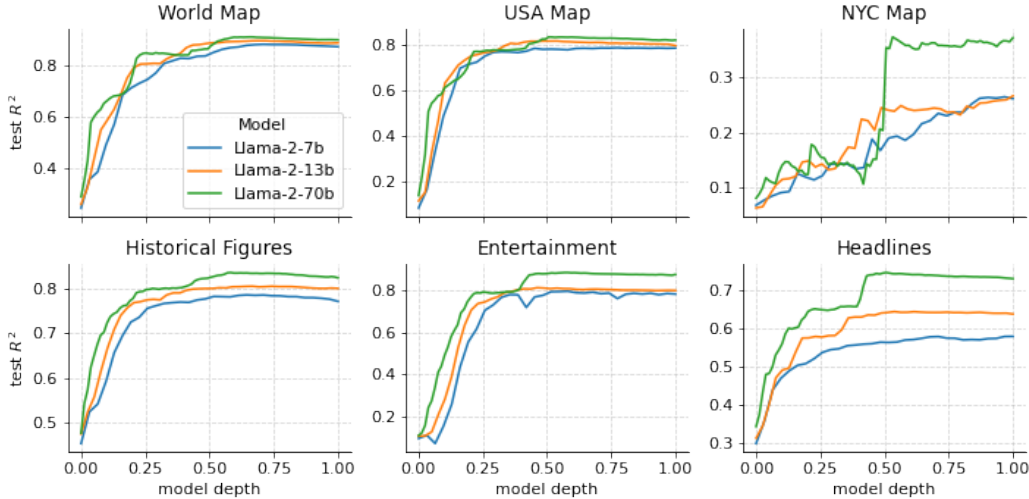 World Map
USA Map
NYC Map
test R²
0.8
0.6
0.4
Model
Llama-2-7b
Llama-2-13b
Llama-2-70b
0.8
0.6
0.4
0.2
0.3
0.2
0.1
Historical Figures
Entertainment
Headlines
test R²
0.8
0.7
0.6
0.5
0.8
0.6
0.4
0.2
0.7
0.6
0.5
0.4
0.3
0.00 0.25 0.50 0.75 1.00
0.00 0.25 0.50 0.75 1.00
0.00 0.25 0.50 0.75 1.00
model depth
model depth
model depth